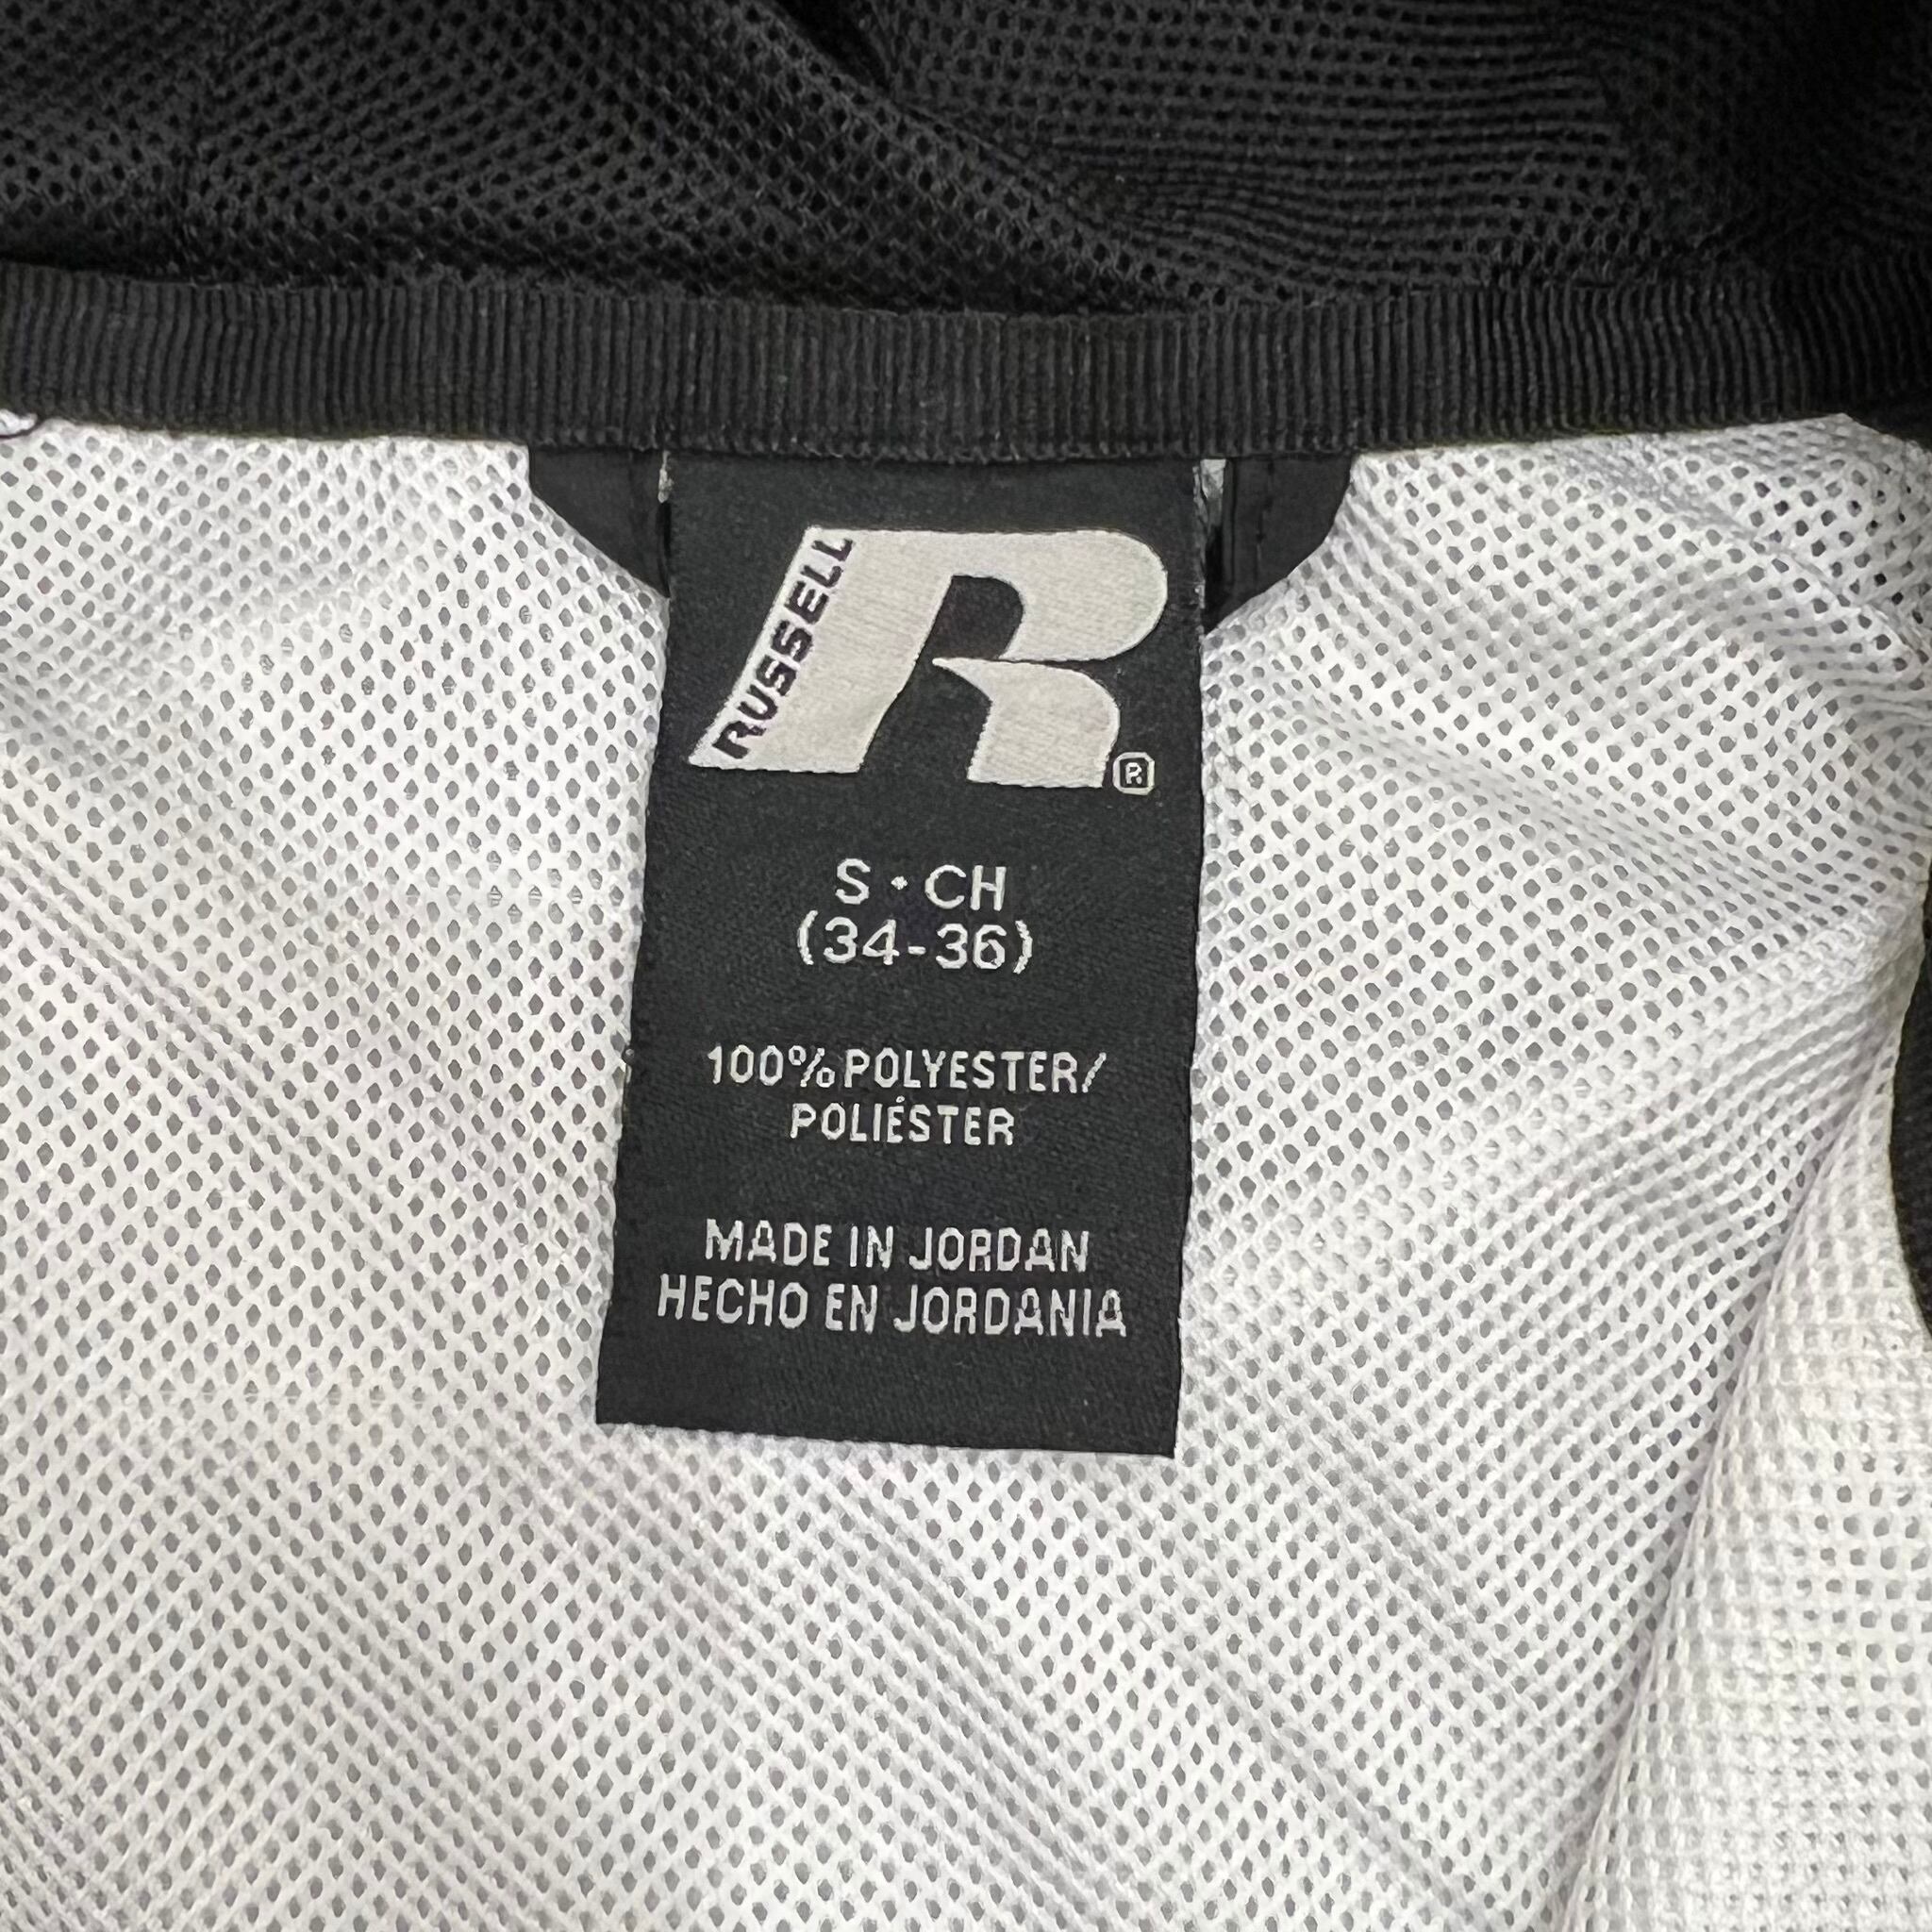 RUSSELL
R
®
S • CH
(34-36)
100% POLYESTER/
POLIÉSTER
MADE IN JORDAN
HECHO EN JORDANIA